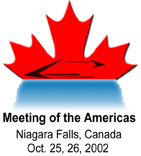 Meeting of the Americas
Niagara Falls, Canada
Oct. 25, 26, 2002